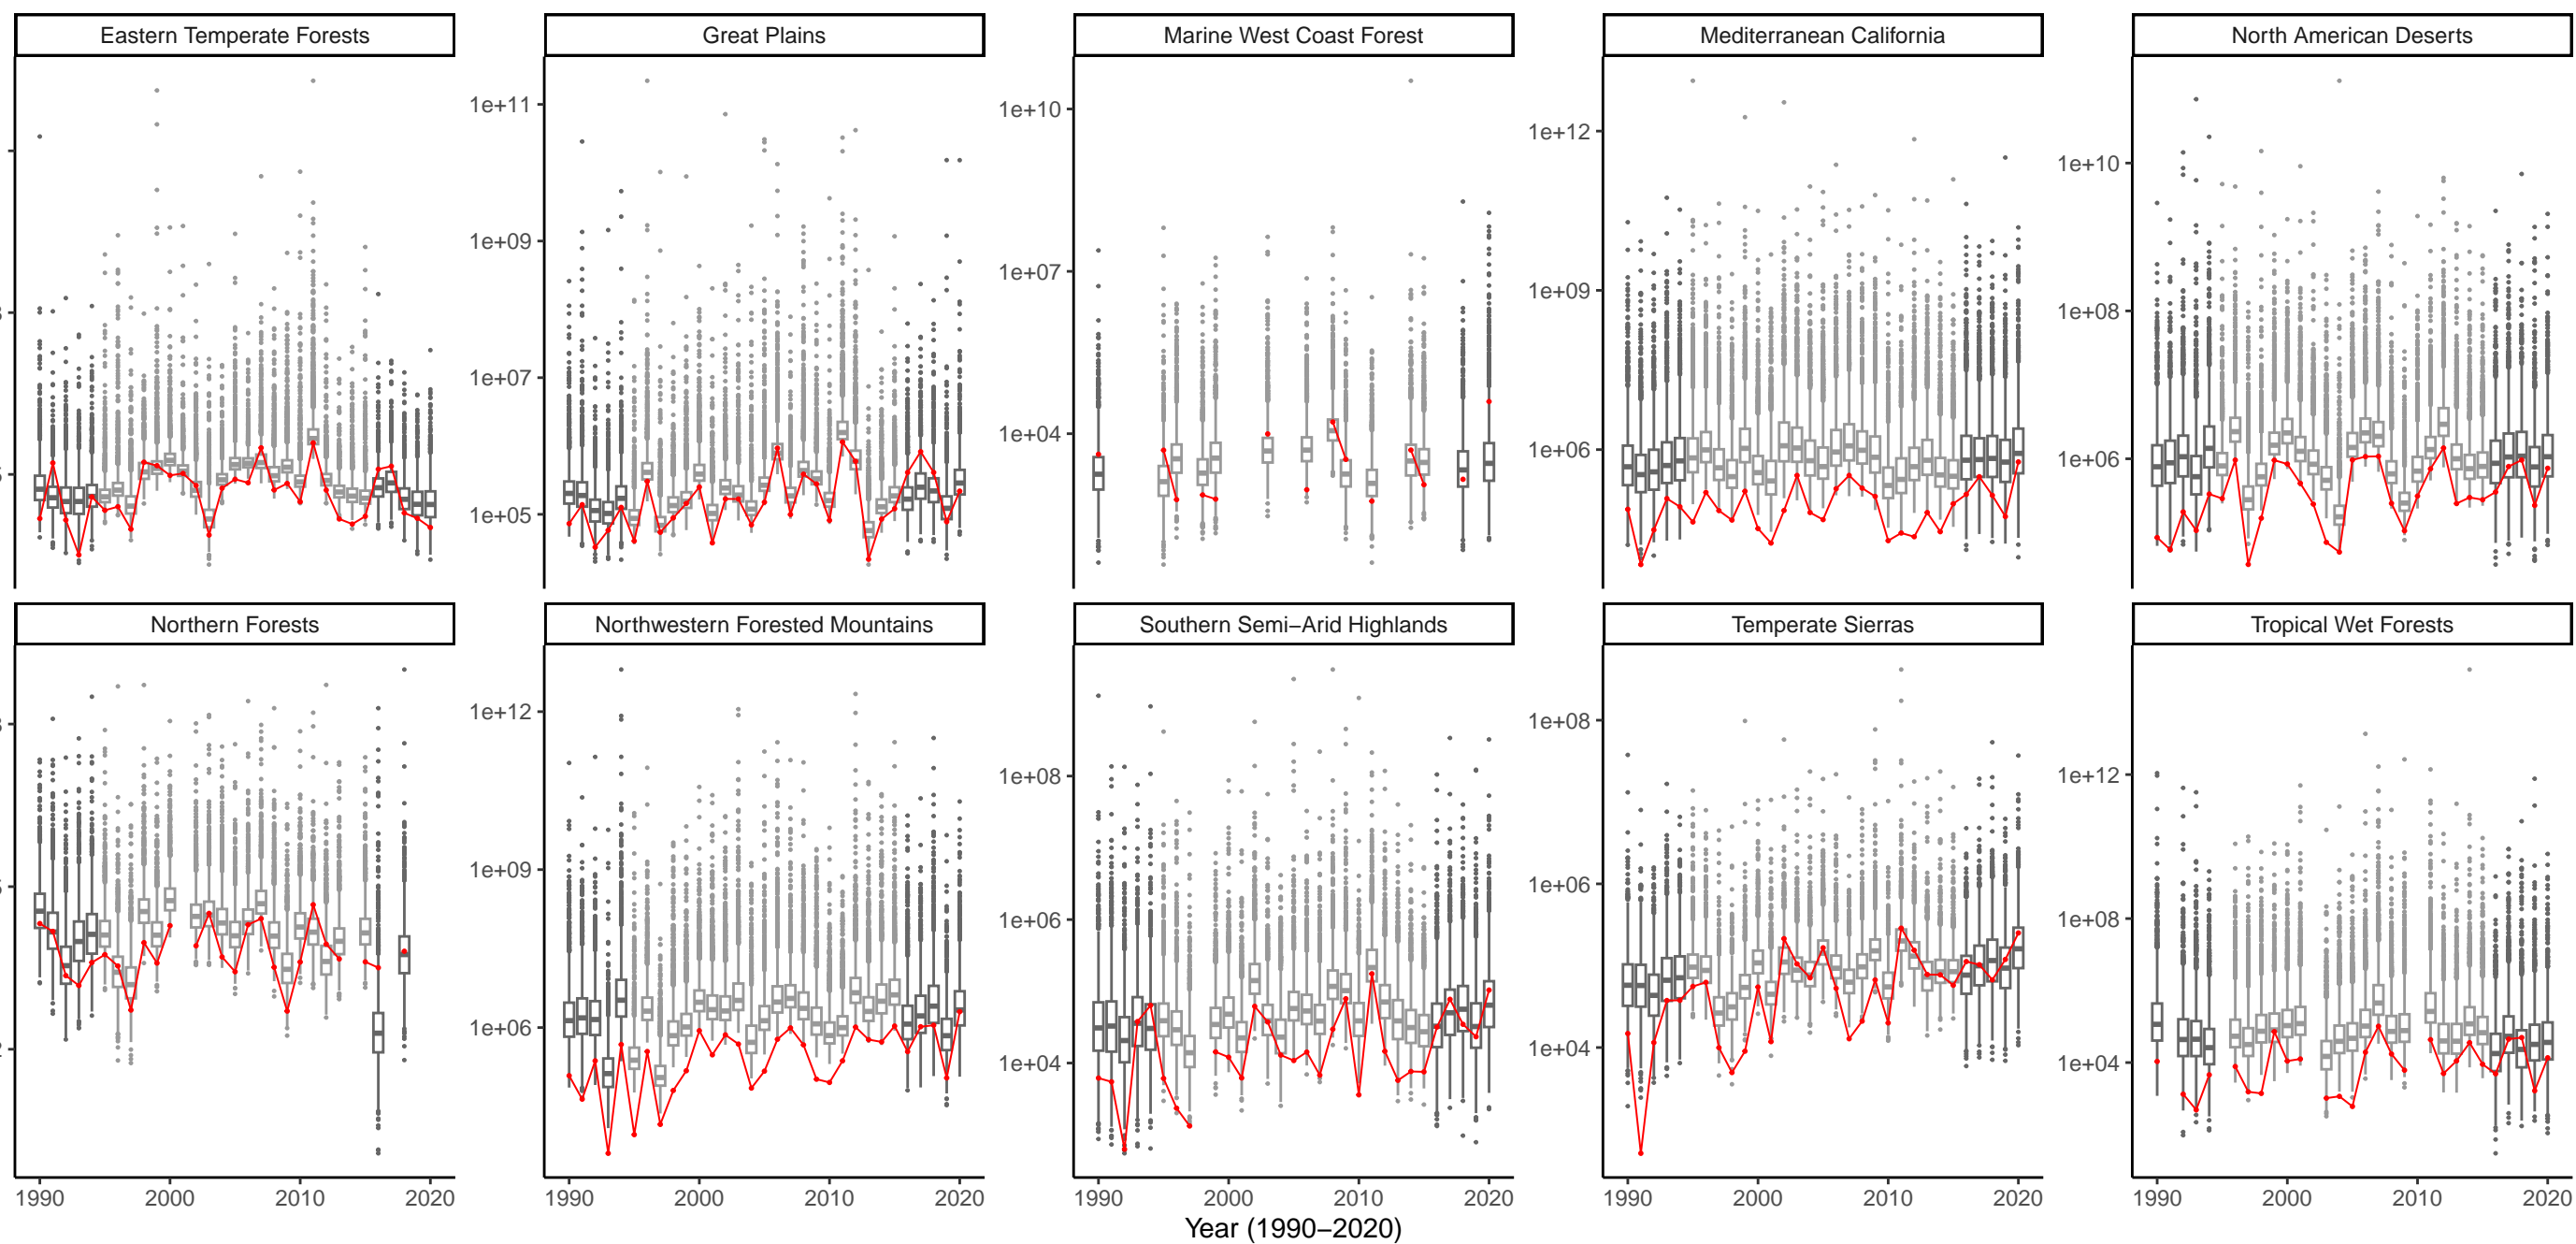 Eastern Temperate Forests
Great Plains
Marine West Coast Forest
Mediterranean California
North American Deserts
1e+11
1e+09
1e+07
1e+05
1e+10
1e+07
1e+04
1e+12
1e+09
1e+06
1e+10
1e+08
1e+06
Northern Forests
Northwestern Forested Mountains
Southern Semi−Arid Highlands
Temperate Sierras
Tropical Wet Forests
1e+12
1e+09
1e+06
1e+08
1e+06
1e+04
1e+08
1e+06
1e+04
1e+12
1e+08
1e+04
1990 2000 2010 2020
1990 2000 2010 2020
1990 2000 2010 2020
1990 2000 2010 2020
1990 2000 2010 2020
Year (1990−2020)